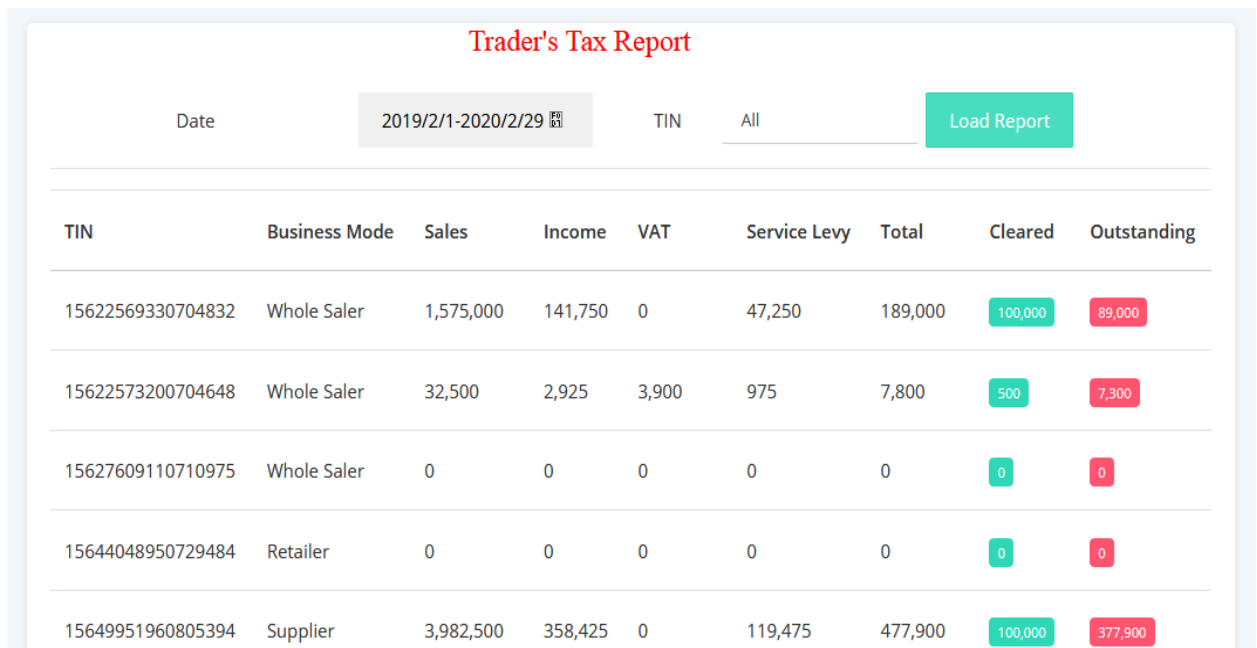 Trader's Tax Report
Date 2019/2/1-2020/2/29 TIN All Load Report
TIN Business Mode Sales Income VAT Service Levy Total Cleared Outstanding
15622569330704832 Whole Saler 1,575,000 141,750 0 47,250 189,000 100,000 89,000
15622573200704648 Whole Saler 32,500 2,925 3,900 975 7,800 500 7,300
15627609110710975 Whole Saler 0 0 0 0 0 0 0
15644048950729484 Retailer 0 0 0 0 0 0 0
15649951960805394 Supplier 3,982,500 358,425 0 119,475 477,900 100,000 377,900